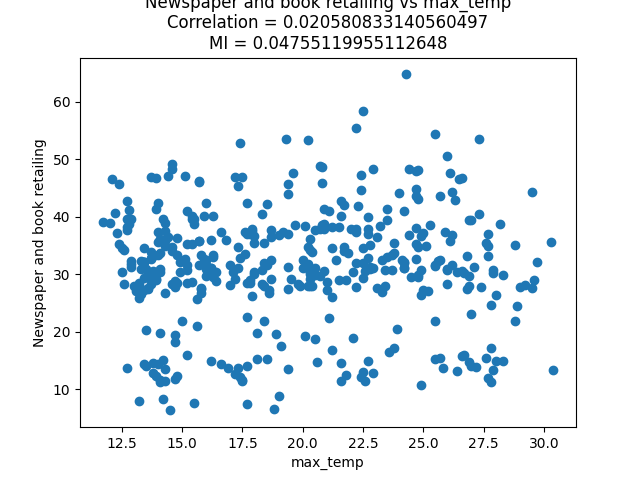 Newspaper and book retailing vs max_temp
Correlation = 0.020580833140560497
MI = 0.04755119955112648
60
50
40
30
20
10
Newspaper and book retailing
12.5 15.0 17.5 20.0 22.5 25.0 27.5 30.0
max_temp